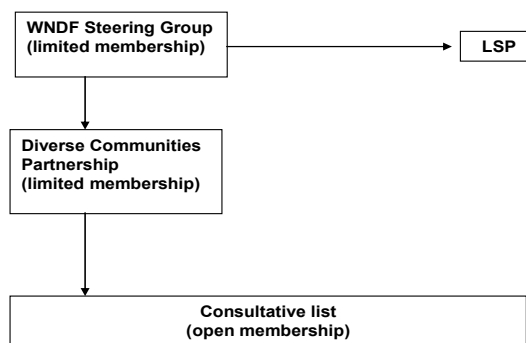 WNDF Steering Group
(limited membership)
LSP
Diverse Communities
Partnership
(limited membership)
Consultative list
(open membership)